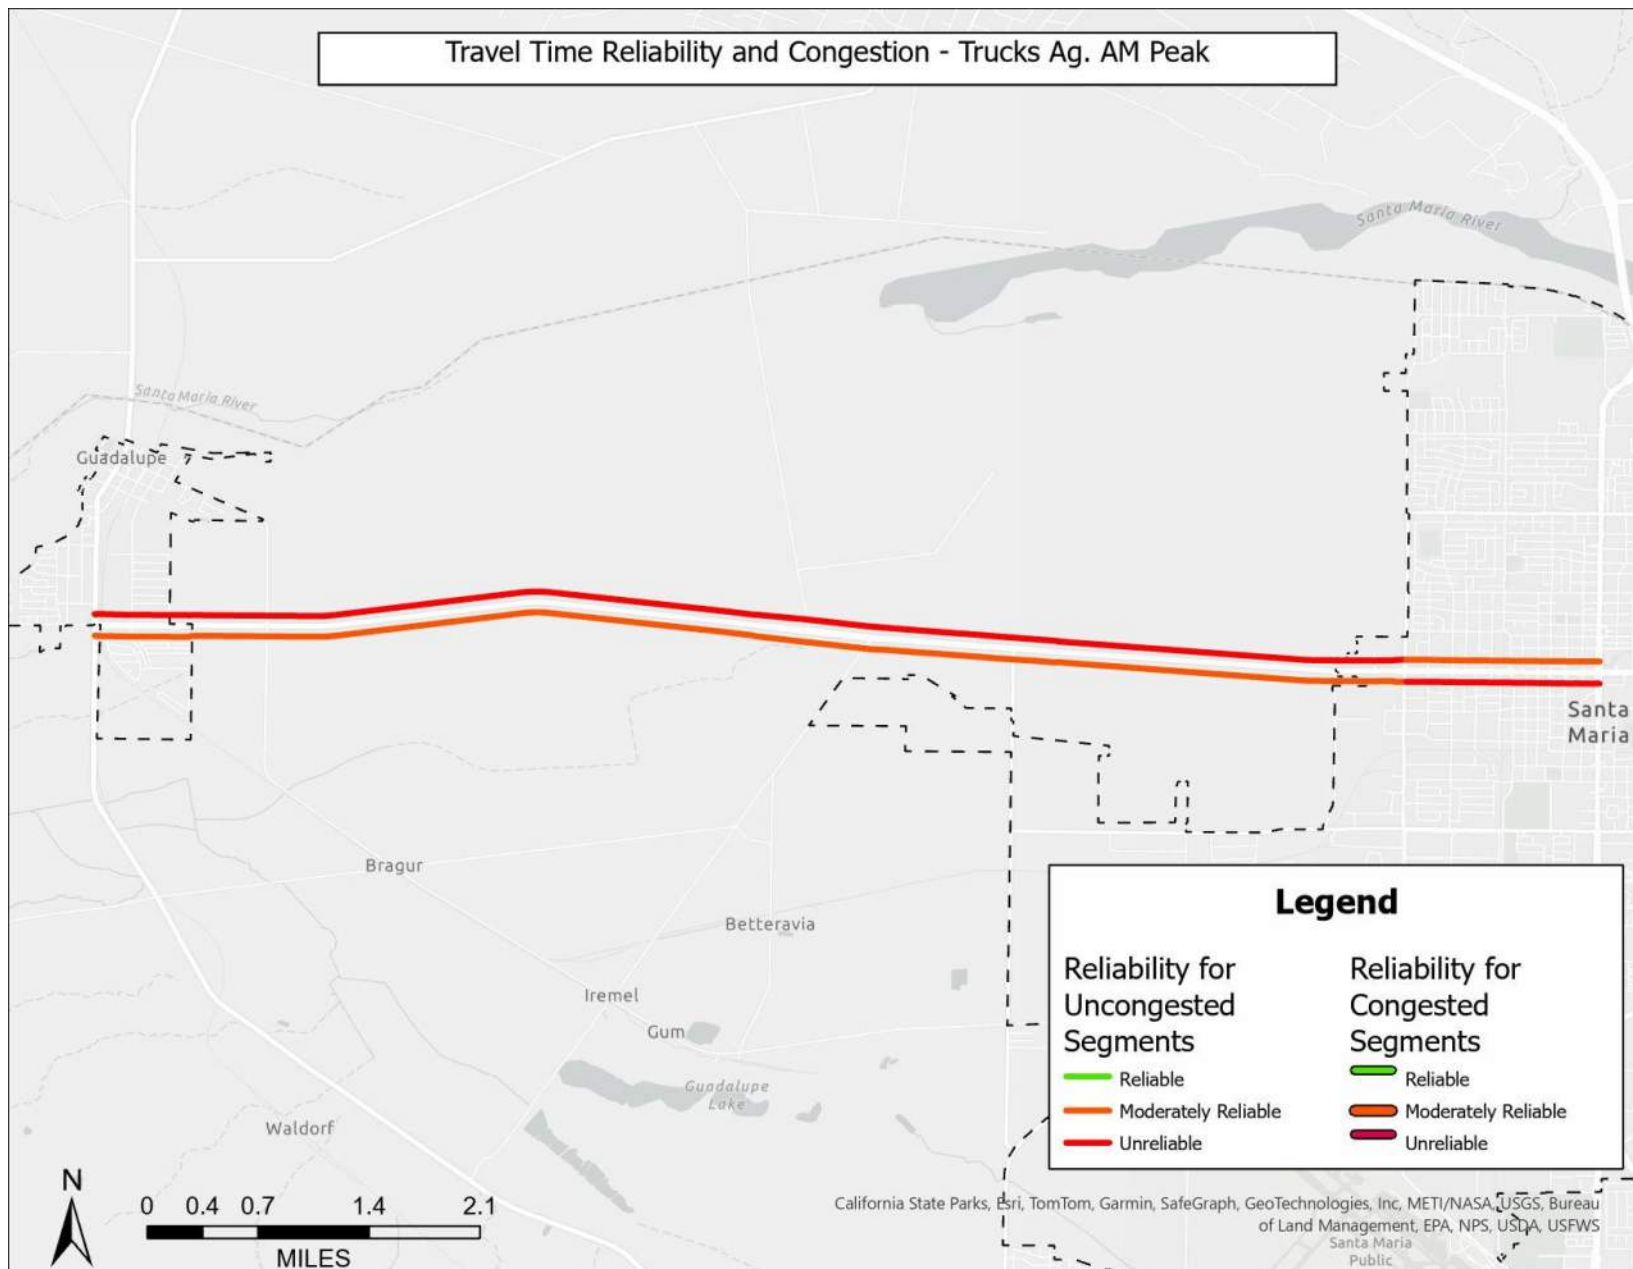 Travel Time Reliability and Congestion - Trucks Ag. AM Peak
Santa Maria River
Santa Maria River
Guadalupe
Santa
Maria
Bragur
Betteravia
Iremel
Gum
Guadalupe
Lake
Waldorf
Legend
Reliability for
Uncongested
Segments
Reliable
Moderately Reliable
Unreliable
Reliability for
Congested
Segments
Reliable
Moderately Reliable
Unreliable
N
0 0.4 0.7 1.4 2.1
MILES
California State Parks, Esri, TomTom, Garmin, SafeGraph, GeoTechnologies, Inc, METI/NASA, USGS, Bureau
of Land Management, EPA, NPS, USDA, USFWS
Santa Maria
Public